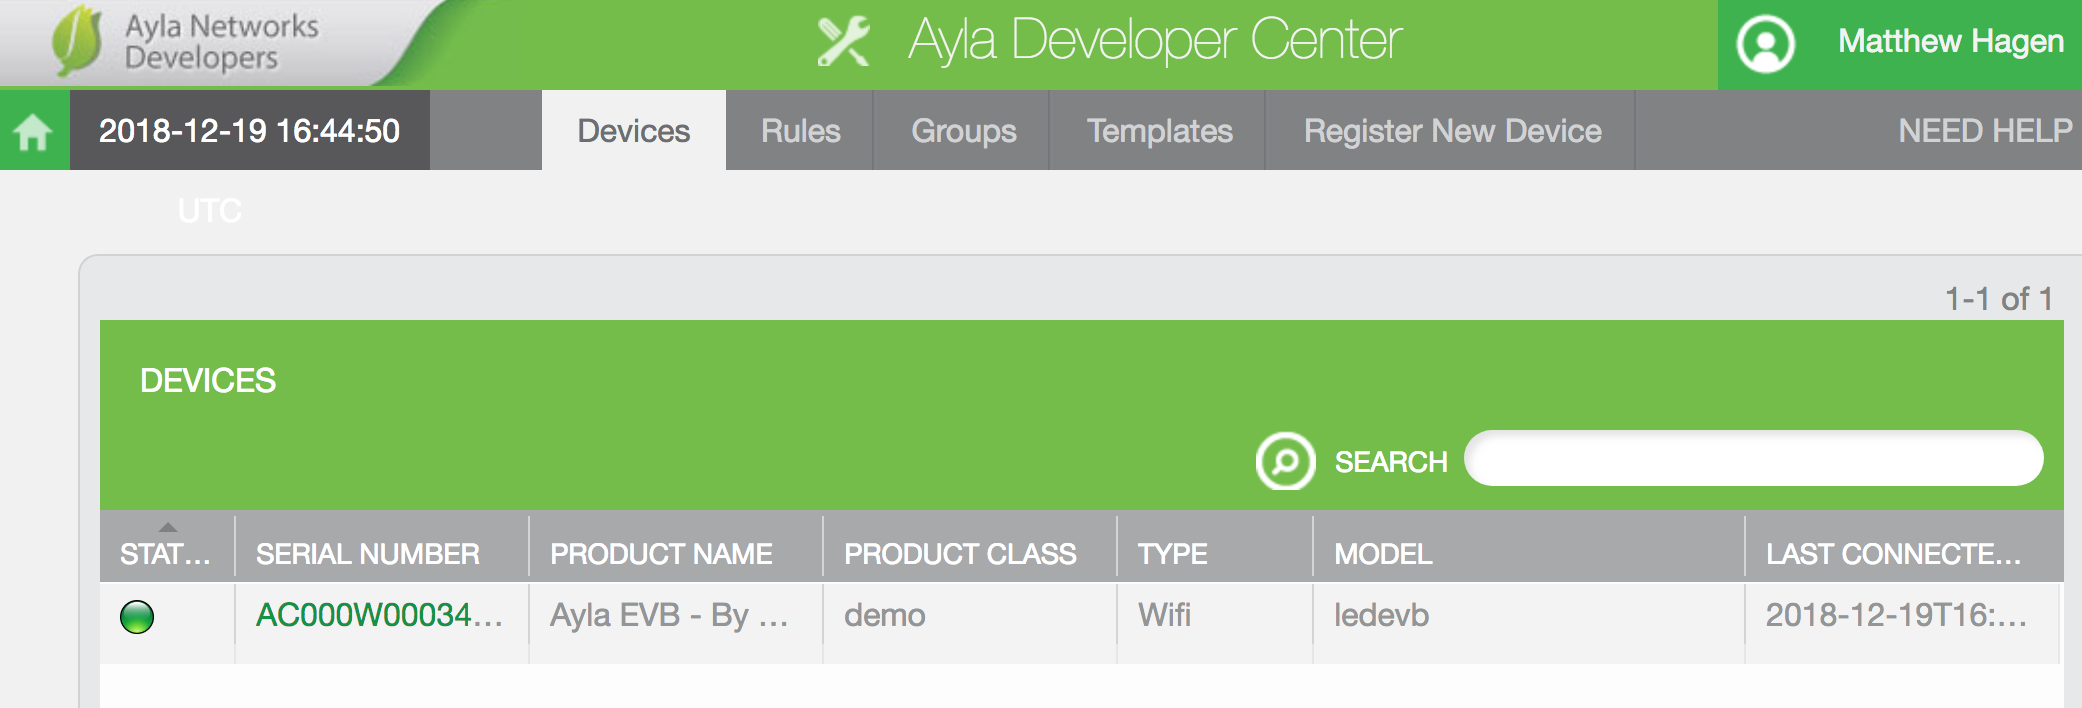 Ayla Networks
Developers
Ayla Developer Center
Matthew Hagen
2018-12-19 16:44:50
Devices
Rules
Groups
Templates
Register New Device
NEED HELP
UTC
1-1 of 1
DEVICES
SEARCH
STAT...
SERIAL NUMBER
PRODUCT NAME
PRODUCT CLASS
TYPE
MODEL
LAST CONNECTE...
AC000W00034...
Ayla EVB - By ...
demo
Wifi
ledevb
2018-12-19T16:...